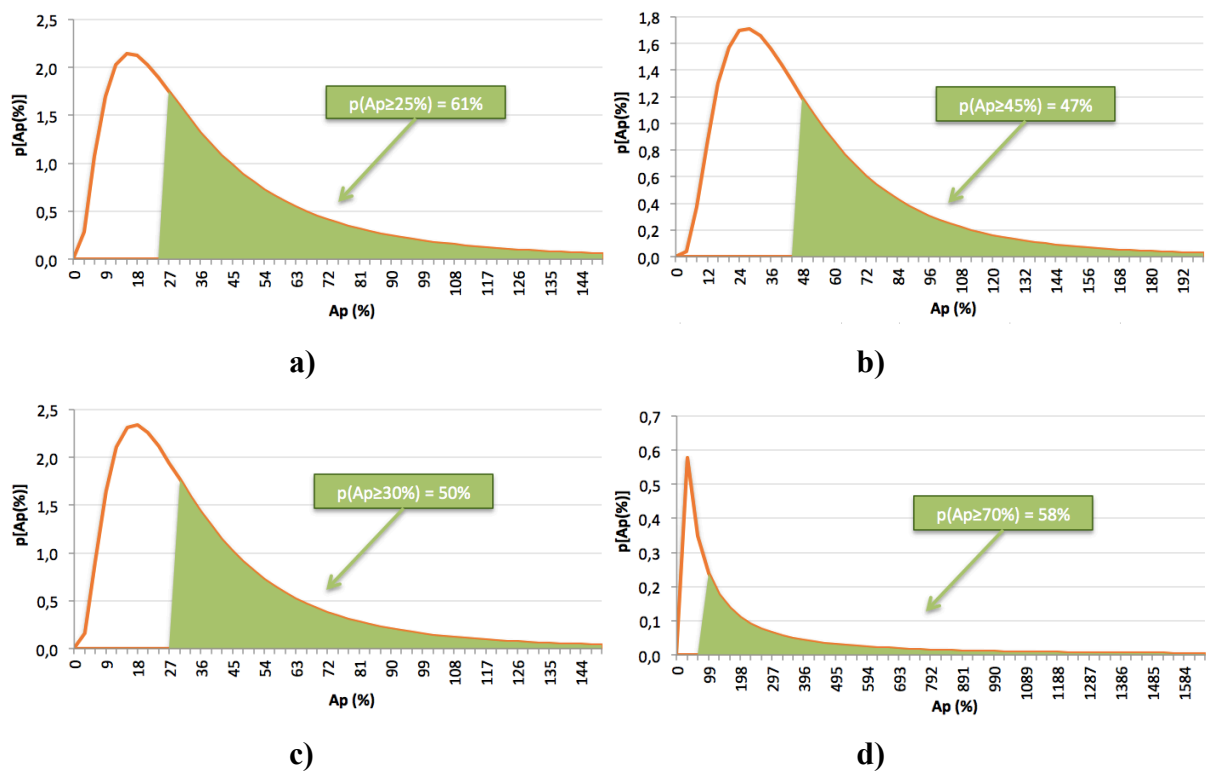 2,5
2,0
1,5
1,0
0,5
0,0
p[Ap(%)]
p(Ap≥25%) = 61%
0 9 18 27 36 45 54 63 72 81 90 99 108 117 126 135 144
Ap (%)
a)
1,8
1,6
1,4
1,2
1,0
0,8
0,6
0,4
0,2
0,0
p[Ap(%)]
p(Ap≥45%) = 47%
0 12 24 36 48 60 72 84 96 108 120 132 144 156 168 180 192
Ap (%)
b)
2,5
2,0
1,5
1,0
0,5
0,0
p[Ap(%)]
p(Ap≥30%) = 50%
0 9 18 27 36 45 54 63 72 81 90 99 108 117 126 135 144
Ap (%)
c)
0,7
0,6
0,5
0,4
0,3
0,2
0,1
0,0
p[Ap(%)]
p(Ap≥70%) = 58%
0 99 198 297 396 495 594 693 792 891 990 1089 1188 1287 1386 1485 1584
Ap (%)
d)